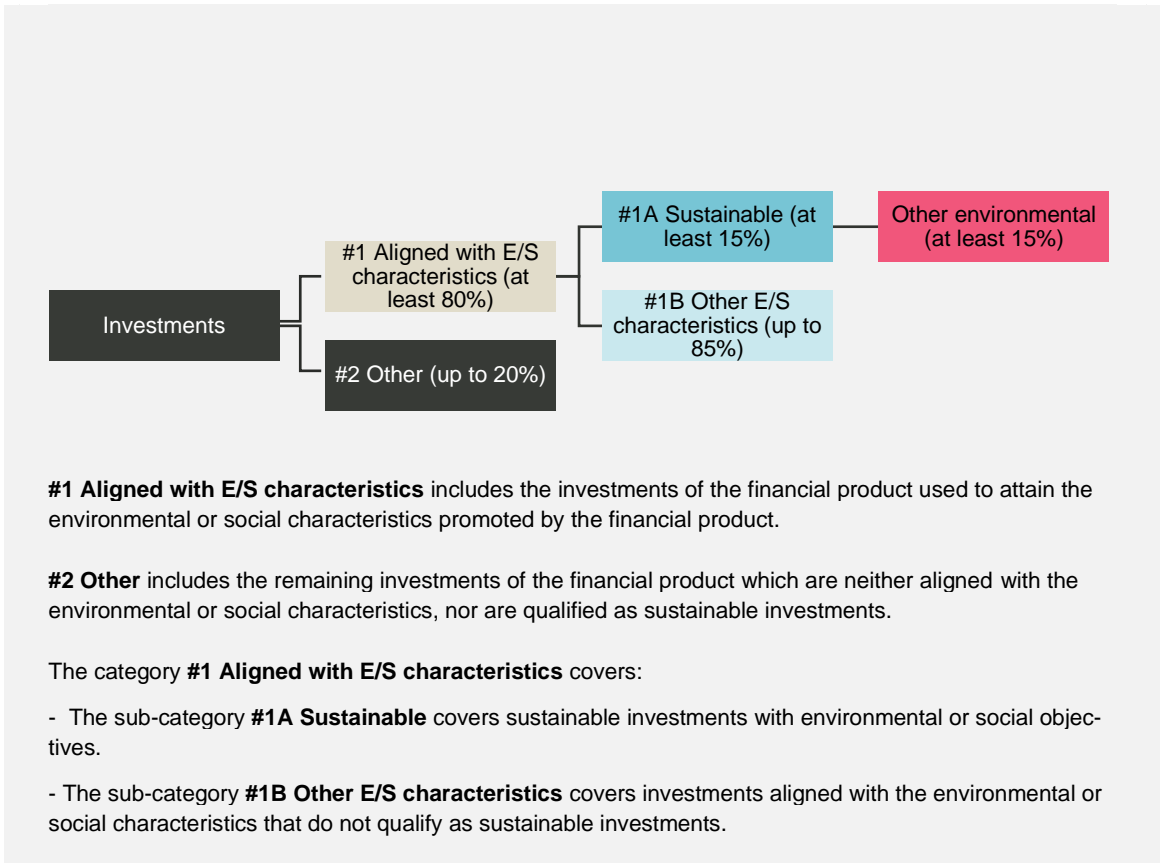 #1A Sustainable (at
least 15%)
Other environmental
(at least 15%)
#1 Aligned with E/S
characteristics (at
least 80%)
Investments
#1B Other E/S
characteristics (up to
85%)
#2 Other (up to 20%)
#1 Aligned with E/S characteristics includes the investments of the financial product used to attain the
environmental or social characteristics promoted by the financial product.
#2 Other includes the remaining investments of the financial product which are neither aligned with the
environmental or social characteristics, nor are qualified as sustainable investments.
The category #1 Aligned with E/S characteristics covers:
- The sub-category #1A Sustainable covers sustainable investments with environmental or social objec-
tives.
- The sub-category #1B Other E/S characteristics covers investments aligned with the environmental or
social characteristics that do not qualify as sustainable investments.